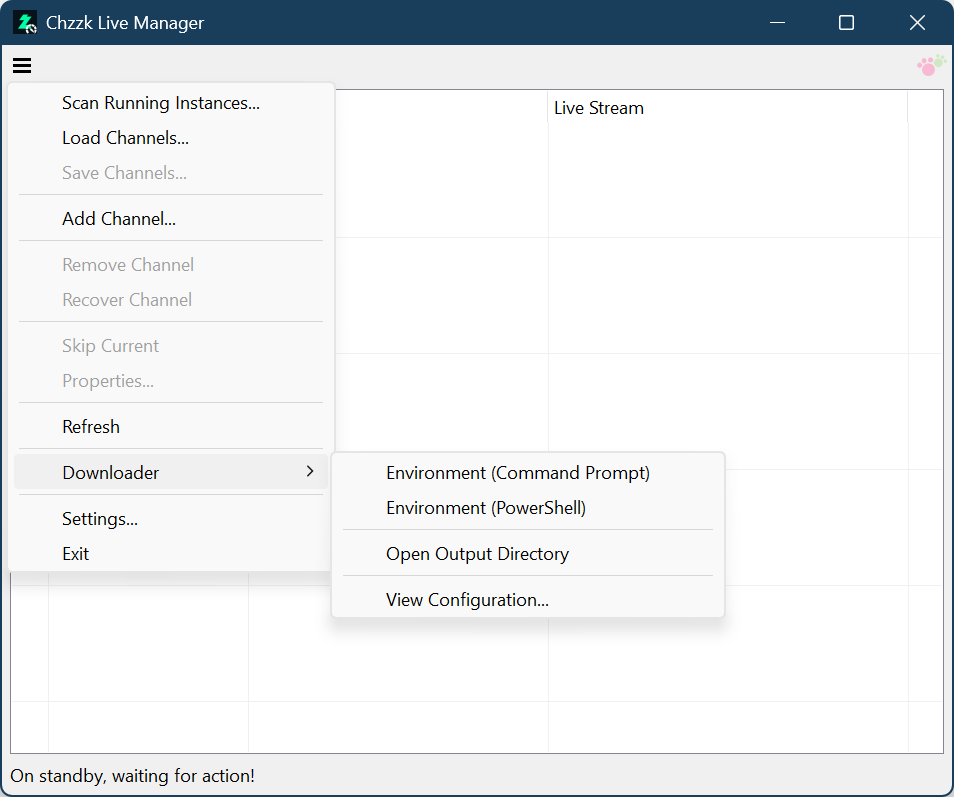 Chzzk Live Manager
Live Stream
Scan Running Instances...
Load Channels...
Save Channels...
Add Channel...
Remove Channel
Recover Channel
Skip Current
Properties...
Refresh
Downloader
Settings...
Exit
Environment (Command Prompt)
Environment (PowerShell)
Open Output Directory
View Configuration...
On standby, waiting for action!